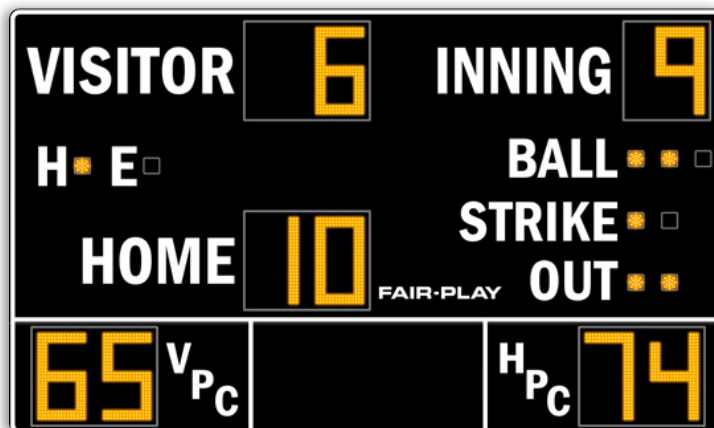 VISITOR 6 INNING 9
H E BALL
STRIKE
HOME 10 FAIR-PLAY OUT
65 VPC HPC 74